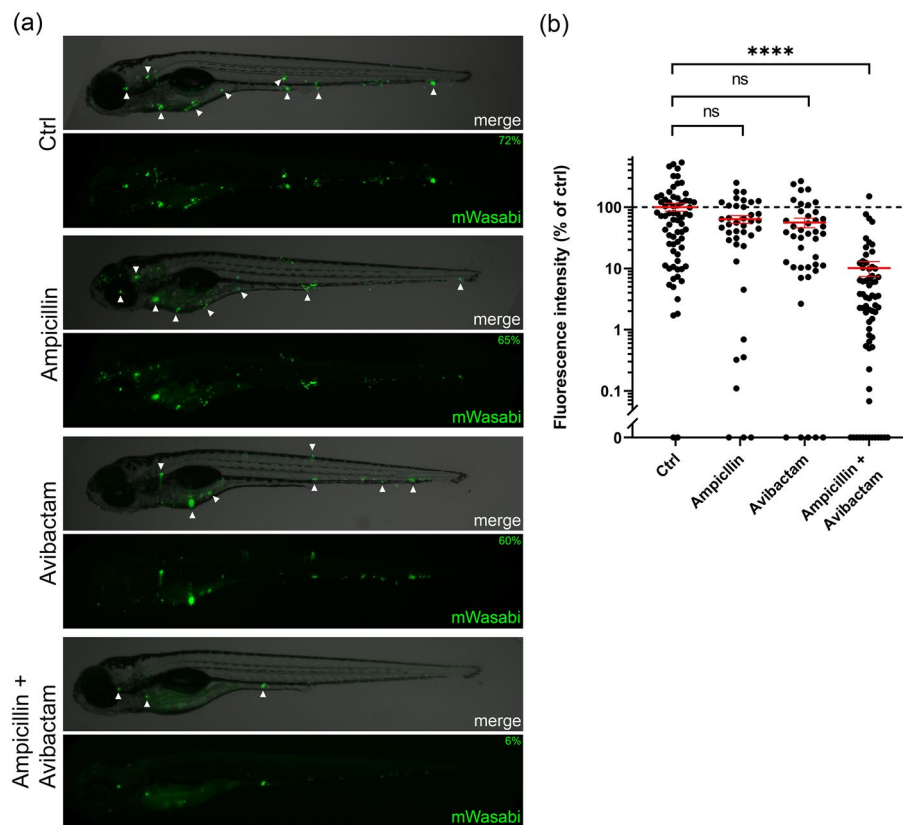 (a)
Ctrl
merge
72%
mWasabi
Ampicillin
merge
65%
mWasabi
Avibactam
merge
60%
mWasabi
Ampicillin +
Avibactam
merge
6%
mWasabi
(b)
****
ns
ns
Fluorescence intensity (% of ctrl)
100
10
1
0.1
0
Ctrl
Ampicillin
Avibactam
Ampicillin +
Avibactam